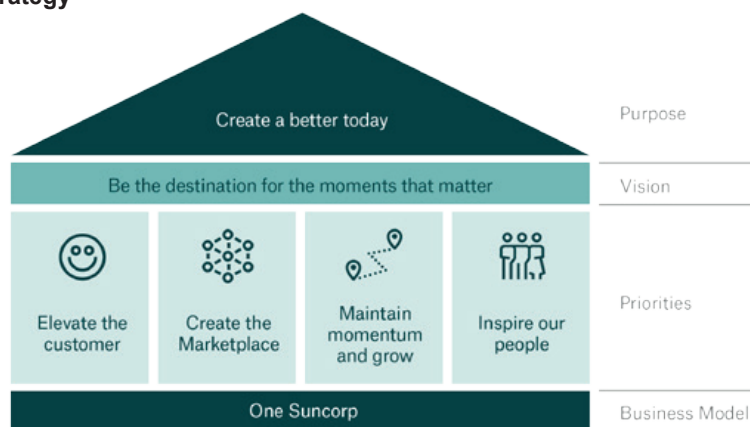 Create a better today
Purpose
Be the destination for the moments that matter
Vision
Elevate the
customer
Create the
Marketplace
Maintain
momentum
and grow
Inspire our
people
Priorities
One Suncorp
Business Model